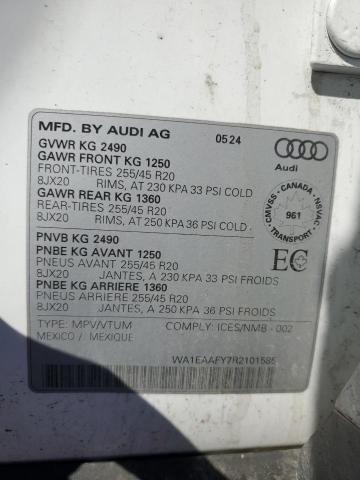 MFD. BY AUDI AG 05 24
GVWR KG 2490
GAWR FRONT KG 1250
FRONT-TIRES 255/45 R20
8JX20 RIMS, AT 230 KPA 33 PSI COLD
GAWR REAR KG 1360
REAR-TIRES 255/45 R20
8JX20 RIMS, AT 250 KPA 36 PSI COLD
Audi
CMVSS - CANADA - NSVAC
961
TRANSPORT
PNVB KG 2490
PNBE KG AVANT 1250
PNEUS AVANT 255/45 R20
8JX20 JANTES, A 230 KPA 33 PSI FROIDS
PNBE KG ARRIERE 1360
PNEUS ARRIERE 255/45 R20
8JX20 JANTES, A 250 KPA 36 PSI FROIDS
EC
TYPE: MPV/VTUM COMPLY: ICES/NMB - 002
MEXICO / MEXIQUE
WA1EAAFY7R2101585